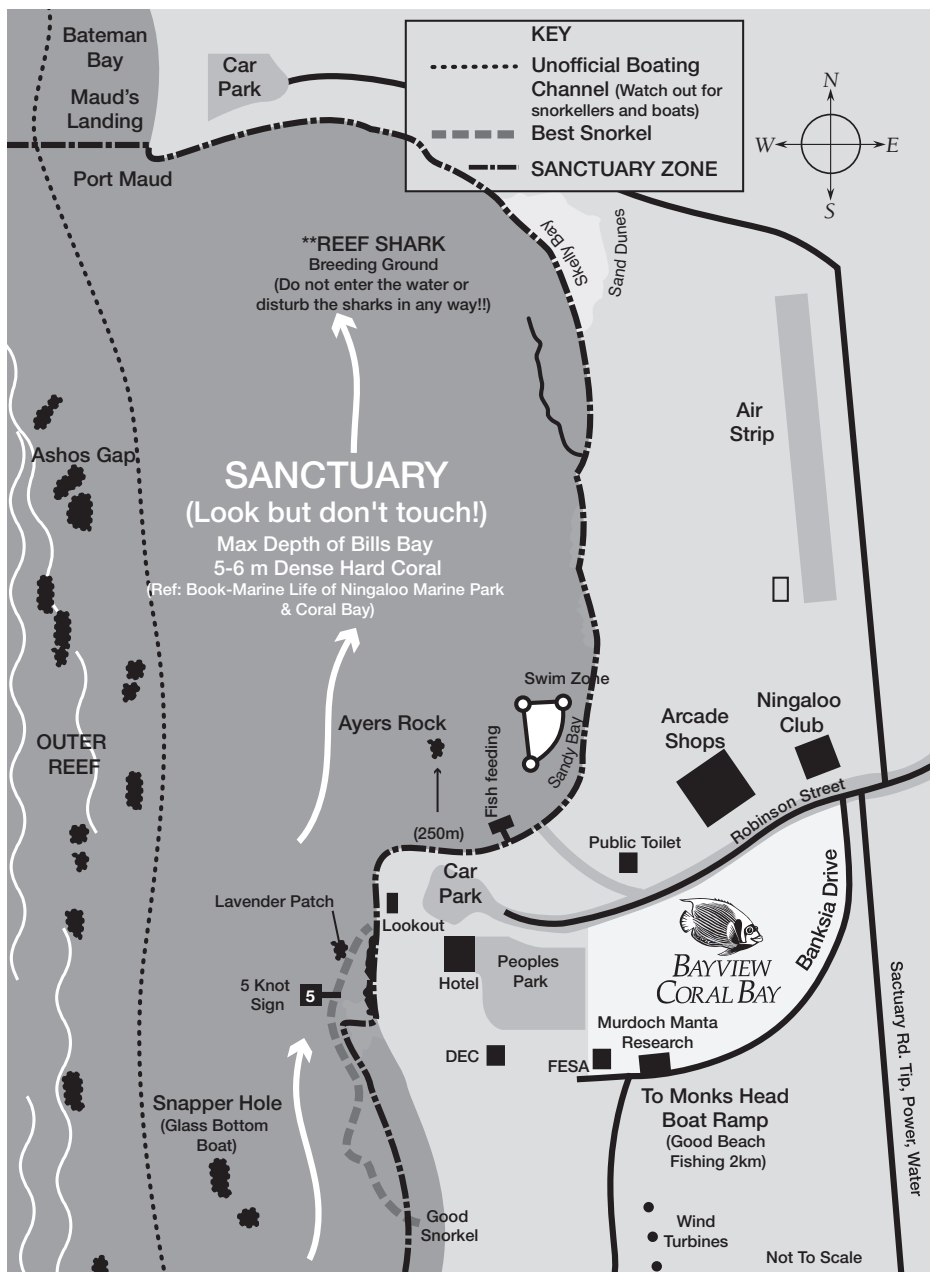 Bateman
Bay
Maud's
Landing
Port Maud
Car
Park
KEY
Unofficial Boating
Channel (Watch out for
snorkellers and boats)
Best Snorkel
SANCTUARY ZONE
N
W
E
S
**REEF SHARK
Breeding Ground
(Do not enter the water or
disturb the sharks in any way!!)
Skelly Bay
Sand Dunes
Air
Strip
Ashos Gap
SANCTUARY
(Look but don't touch!)
Max Depth of Bills Bay
5-6 m Dense Hard Coral
(Ref: Book-Marine Life of Ningaloo Marine Park
& Coral Bay)
Swim Zone
Sandy Bay
Ayers Rock
(250m)
Fish feeding
OUTER
REEF
Arcade
Shops
Ningaloo
Club
Robinson Street
Public Toilet
Car
Park
Lavender Patch
Lookout
5 Knot
Sign
5
Hotel
Peoples
Park
BAYVIEW
CORAL BAY
Banksia Drive
Murdoch Manta
Research
DEC
FESA
Sactuary Rd. Tip, Power, Water
Snapper Hole
(Glass Bottom
Boat)
To Monks Head
Boat Ramp
(Good Beach
Fishing 2km)
Good
Snorkel
Wind
Turbines
Not To Scale